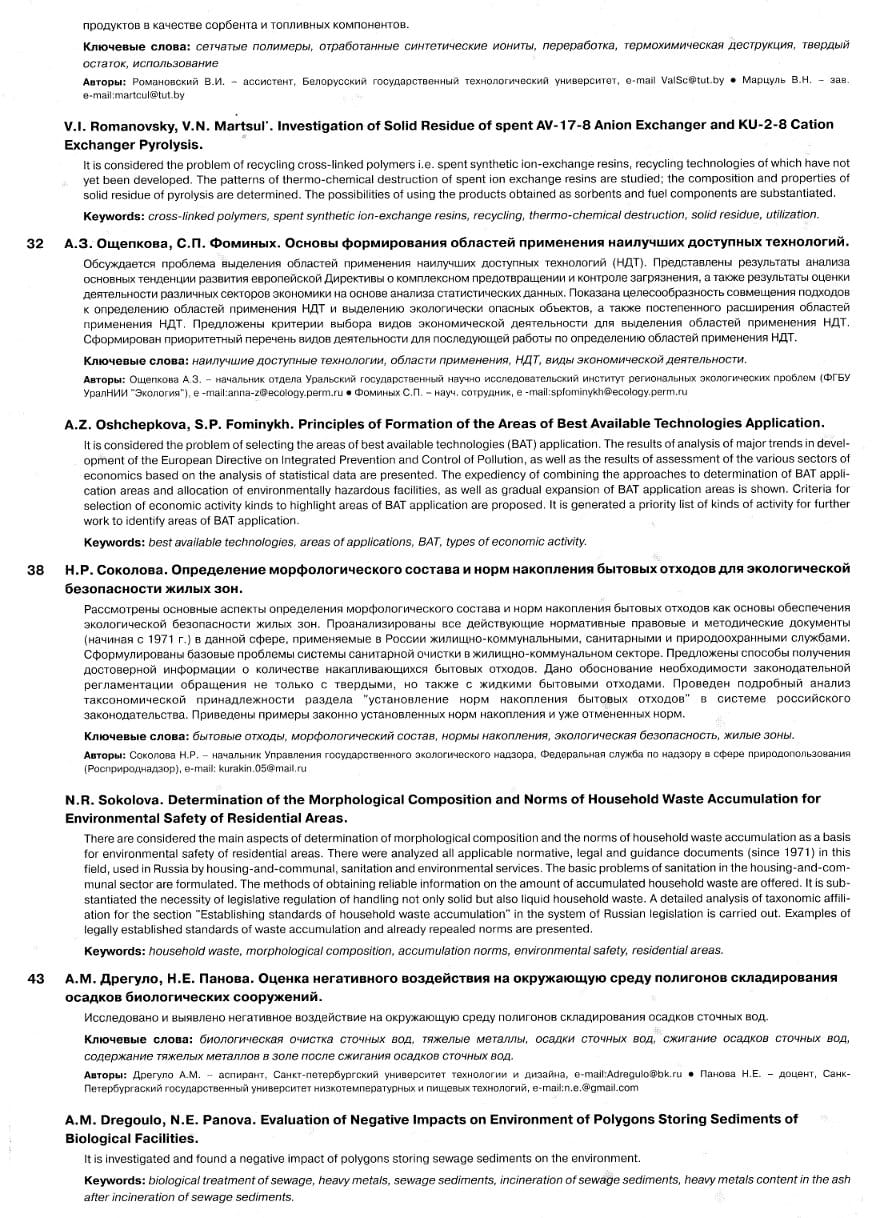 продуктов в качестве сорбента и топливных компонентов.
Ключевые слова: сетчатые полимеры, отработанные синтетические иониты, переработка, термохимическая деструкция, твердый
остаток, использование
Авторы: Романовский В.И. – ассистент, Белорусский государственный технологический университет, e-mail ValSc@tut.by ● Марцуль В.Н. – зав.
e-mail:martcul@tut.by
V.I. Romanovsky, V.N. Martsul'. Investigation of Solid Residue of spent AV-17-8 Anion Exchanger and KU-2-8 Cation
Exchanger Pyrolysis.
It is considered the problem of recycling cross-linked polymers i.e. spent synthetic ion-exchange resins, recycling technologies of which have not
yet been developed. The patterns of thermo-chemical destruction of spent ion exchange resins are studied; the composition and properties of
solid residue of pyrolysis are determined. The possibilities of using the products obtained as sorbents and fuel components are substantiated.
Keywords: cross-linked polymers, spent synthetic ion-exchange resins, recycling, thermo-chemical destruction, solid residue, utilization.
32 А.З. Ощепкова, С.П. Фоминых. Основы формирования областей применения наилучших доступных технологий.
Обсуждается проблема выделения областей применения наилучших доступных технологий (НДТ). Представлены результаты анализа
основных тенденции развития европейской Директивы о комплексном предотвращении и контроле загрязнения, а также результаты оценки
деятельности различных секторов экономики на основе анализа статистических данных. Показана целесообразность совмещения подходов
к определению областей применения НДТ и выделению экологически опасных объектов, а также постепенного расширения областей
применения НДТ. Предложены критерии выбора видов экономической деятельности для выделения областей применения НДТ.
Сформирован приоритетный перечень видов деятельности для последующей работы по определению областей применения НДТ.
Ключевые слова: наилучшие доступные технологии, области применения, НДТ, виды экономической деятельности.
Авторы: Ощепкова А.З. – начальник отдела Уральский государственный научно исследовательский институт региональных экологических проблем (ФГБУ
УралНИИ "Экология"), e -mail:anna-z@ecology.perm.ru ● Фоминых С.П. – науч. сотрудник, e -mail:spfominykh@ecology.perm.ru
A.Z. Oshchepkova, S.P. Fominykh. Principles of Formation of the Areas of Best Available Technologies Application.
It is considered the problem of selecting the areas of best available technologies (BAT) application. The results of analysis of major trends in devel-
opment of the European Directive on Integrated Prevention and Control of Pollution, as well as the results of assessment of the various sectors of
economics based on the analysis of statistical data are presented. The expediency of combining the approaches to determination of BAT appli-
cation areas and allocation of environmentally hazardous facilities, as well as gradual expansion of BAT application areas is shown. Criteria for
selection of economic activity kinds to highlight areas of BAT application are proposed. It is generated a priority list of kinds of activity for further
work to identify areas of BAT application.
Keywords: best available technologies, areas of applications, BAT, types of economic activity.
38 Н.Р. Соколова. Определение морфологического состава и норм накопления бытовых отходов для экологической
безопасности жилых зон.
Рассмотрены основные аспекты определения морфологического состава и норм накопления бытовых отходов как основы обеспечения
экологической безопасности жилых зон. Проанализированы все действующие нормативные правовые и методические документы
(начиная с 1971 г.) в данной сфере, применяемые в России жилищно-коммунальными, санитарными и природоохранными службами.
Сформулированы базовые проблемы системы санитарной очистки в жилищно-коммунальном секторе. Предложены способы получения
достоверной информации о количестве накапливающихся бытовых отходов. Дано обоснование необходимости законодательной
регламентации обращения не только с твердыми, но также с жидкими бытовыми отходами. Проведен подробный анализ
таксономической принадлежности раздела "установление норм накопления бытовых отходов" в системе российского
законодательства. Приведены примеры законно установленных норм накопления и уже отмененных норм.
Ключевые слова: бытовые отходы, морфологический состав, нормы накопления, экологическая безопасность, жилые зоны.
Авторы: Соколова Н.Р. – начальник Управления государственного экологического надзора, Федеральная служба по надзору в сфере природопользования
(Росприроднадзор), e-mail: kurakin.05@mail.ru
N.R. Sokolova. Determination of the Morphological Composition and Norms of Household Waste Accumulation for
Environmental Safety of Residential Areas.
There are considered the main aspects of determination of morphological composition and the norms of household waste accumulation as a basis
for environmental safety of residential areas. There were analyzed all applicable normative, legal and guidance documents (since 1971) in this
field, used in Russia by housing-and-communal, sanitation and environmental services. The basic problems of sanitation in the housing-and-com-
munal sector are formulated. The methods of obtaining reliable information on the amount of accumulated household waste are offered. It is sub-
stantiated the necessity of legislative regulation of handling not only solid but also liquid household waste. A detailed analysis of taxonomic affili-
ation for the section "Establishing standards of household waste accumulation" in the system of Russian legislation is carried out. Examples of
legally established standards of waste accumulation and already repealed norms are presented.
Keywords: household waste, morphological composition, accumulation norms, environmental safety, residential areas.
43 А.М. Дрегуло, Н.Е. Панова. Оценка негативного воздействия на окружающую среду полигонов складирования
осадков биологических сооружений.
Исследовано и выявлено негативное воздействие на окружающую среду полигонов складирования осадков сточных вод.
Ключевые слова: биологическая очистка сточных вод, тяжелые металлы, осадки сточных вод, сжигание осадков сточных вод,
содержание тяжелых металлов в золе после сжигания осадков сточных вод.
Авторы: Дрегуло А.М. – аспирант, Санкт-петербургский университет технологии и дизайна, e-mail:Adregulo@bk.ru ● Панова Н.Е. – доцент, Санк-
Петербургаский государственный университет низкотемпературных и пищевых технологий, e-mail:n.e.@gmail.com
A.M. Dregoulo, N.E. Panova. Evaluation of Negative Impacts on Environment of Polygons Storing Sediments of
Biological Facilities.
It is investigated and found a negative impact of polygons storing sewage sediments on the environment.
Keywords: biological treatment of sewage, heavy metals, sewage sediments, incineration of sewage sediments, heavy metals content in the ash
after incineration of sewage sediments.